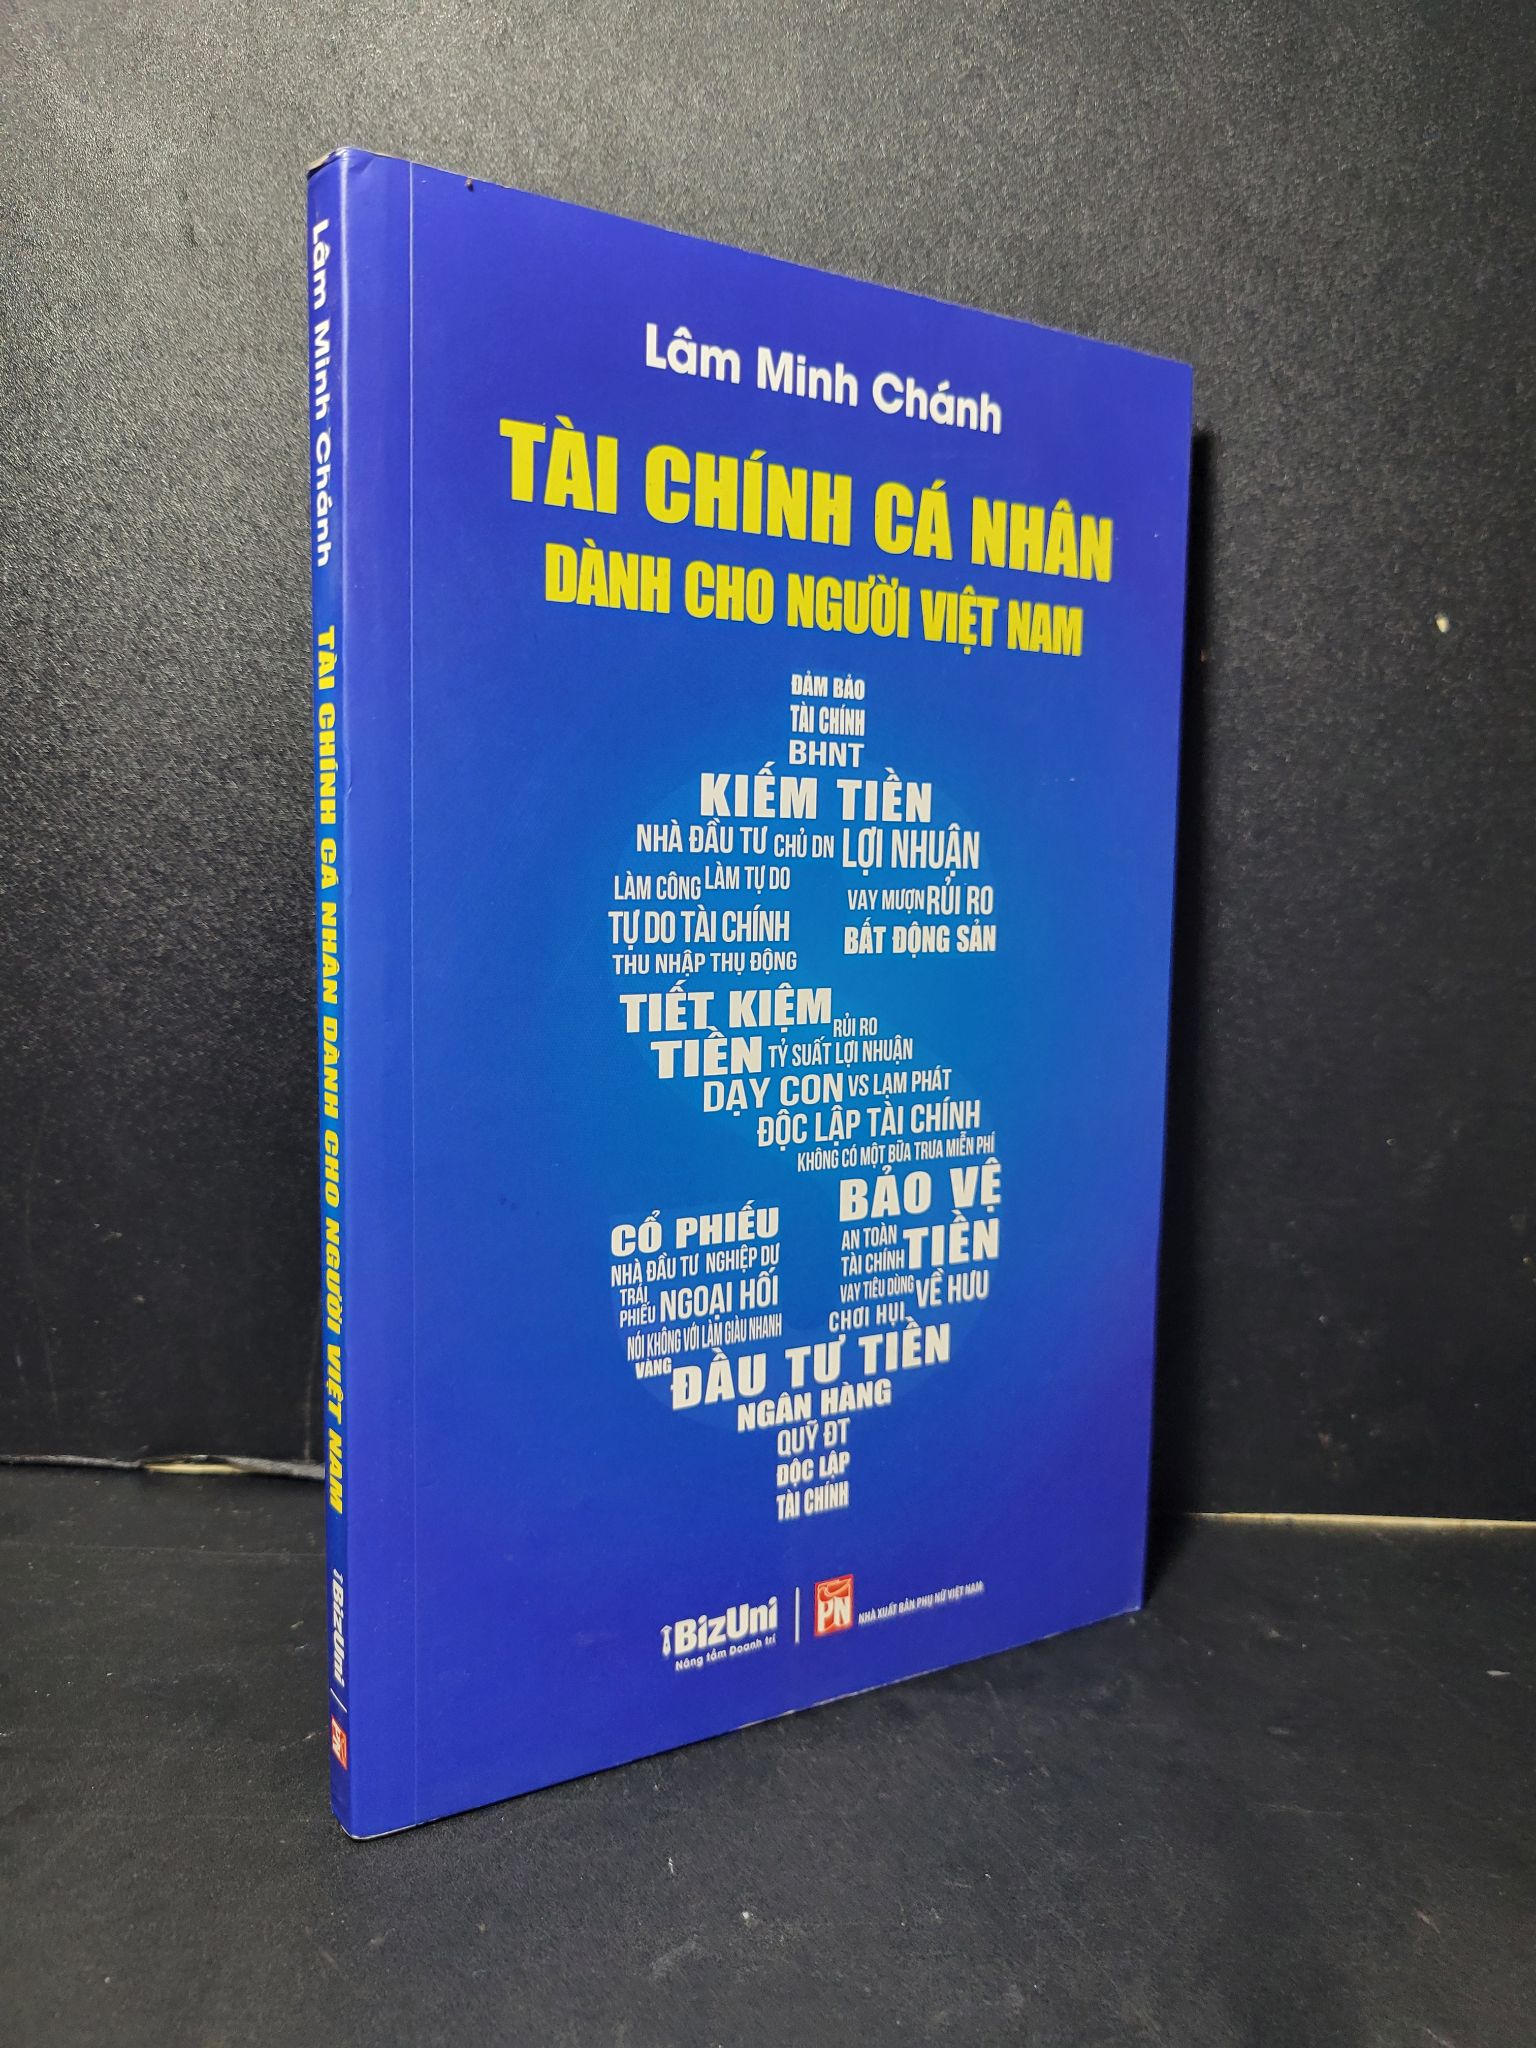 Lâm Minh Chánh
TÀI CHÍNH CÁ NHÂN
DÀNH CHO NGƯỜI VIỆT NAM
ĐẢM BẢO
TÀI CHÍNH
BHNT
KIẾM TIỀN
NHÀ ĐẦU TƯ CHỦ DN LỢI NHUẬN
LÀM CÔNG LÀM TỰ DO
VAY MƯỢN RỦI RO
TỰ DO TÀI CHÍNH
BẤT ĐỘNG SẢN
THU NHẬP THỤ ĐỘNG
TIẾT KIỆM
RỦI RO
TIỀN TỶ SUẤT LỢI NHUẬN
DẠY CON VS LẠM PHÁT
ĐỘC LẬP TÀI CHÍNH
KHÔNG CÓ MỘT BỮA TRƯA MIỄN PHÍ
BẢO VỆ
TIỀN
AN TOÀN
TÀI CHÍNH
VAY TIÊU DÙNG VỀ HƯU
CHƠI HỤI
CỔ PHIẾU
NHÀ ĐẦU TƯ NGHIỆP DƯ
TRÁI
PHIẾU NGOẠI HỐI
NÓI KHÔNG VỚI LÀM GIÀU NHANH
VÀNG
ĐẦU TƯ TIỀN
NGÂN HÀNG
QUỸ ĐT
ĐỘC LẬP
TÀI CHÍNH
BizUni
Nâng tầm Doanh trí
PN
NHÀ XUẤT BẢN PHỤ NỮ VIỆT NAM
Lâm Minh Chánh TÀI CHÍNH CÁ NHÂN DÀNH CHO NGƯỜI VIỆT NAM BizUni PN